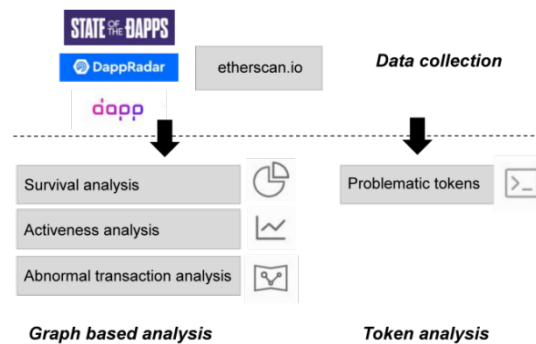 STATE OF THE ĐAPPS
DappRadar
dapp
etherscan.io
Data collection
Survival analysis
Activeness analysis
Abnormal transaction analysis
Problematic tokens
>_
Graph based analysis
Token analysis